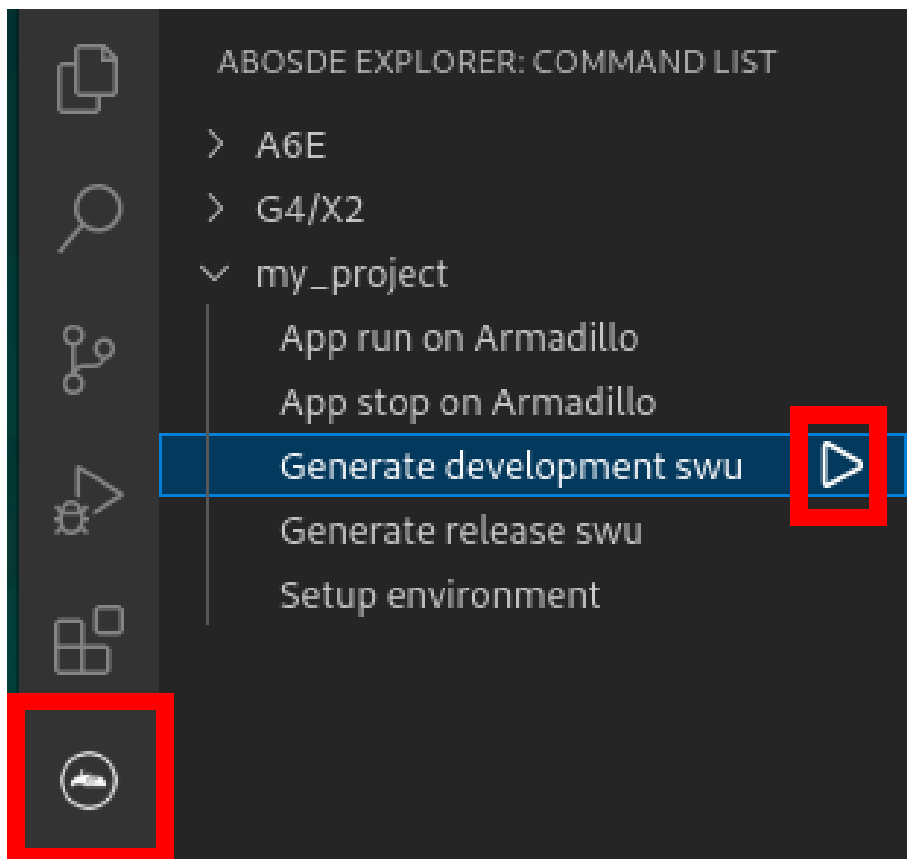 ABOSDE EXPLORER: COMMAND LIST
A6E
G4/X2
my_project
App run on Armadillo
App stop on Armadillo
Generate development swu
Generate release swu
Setup environment